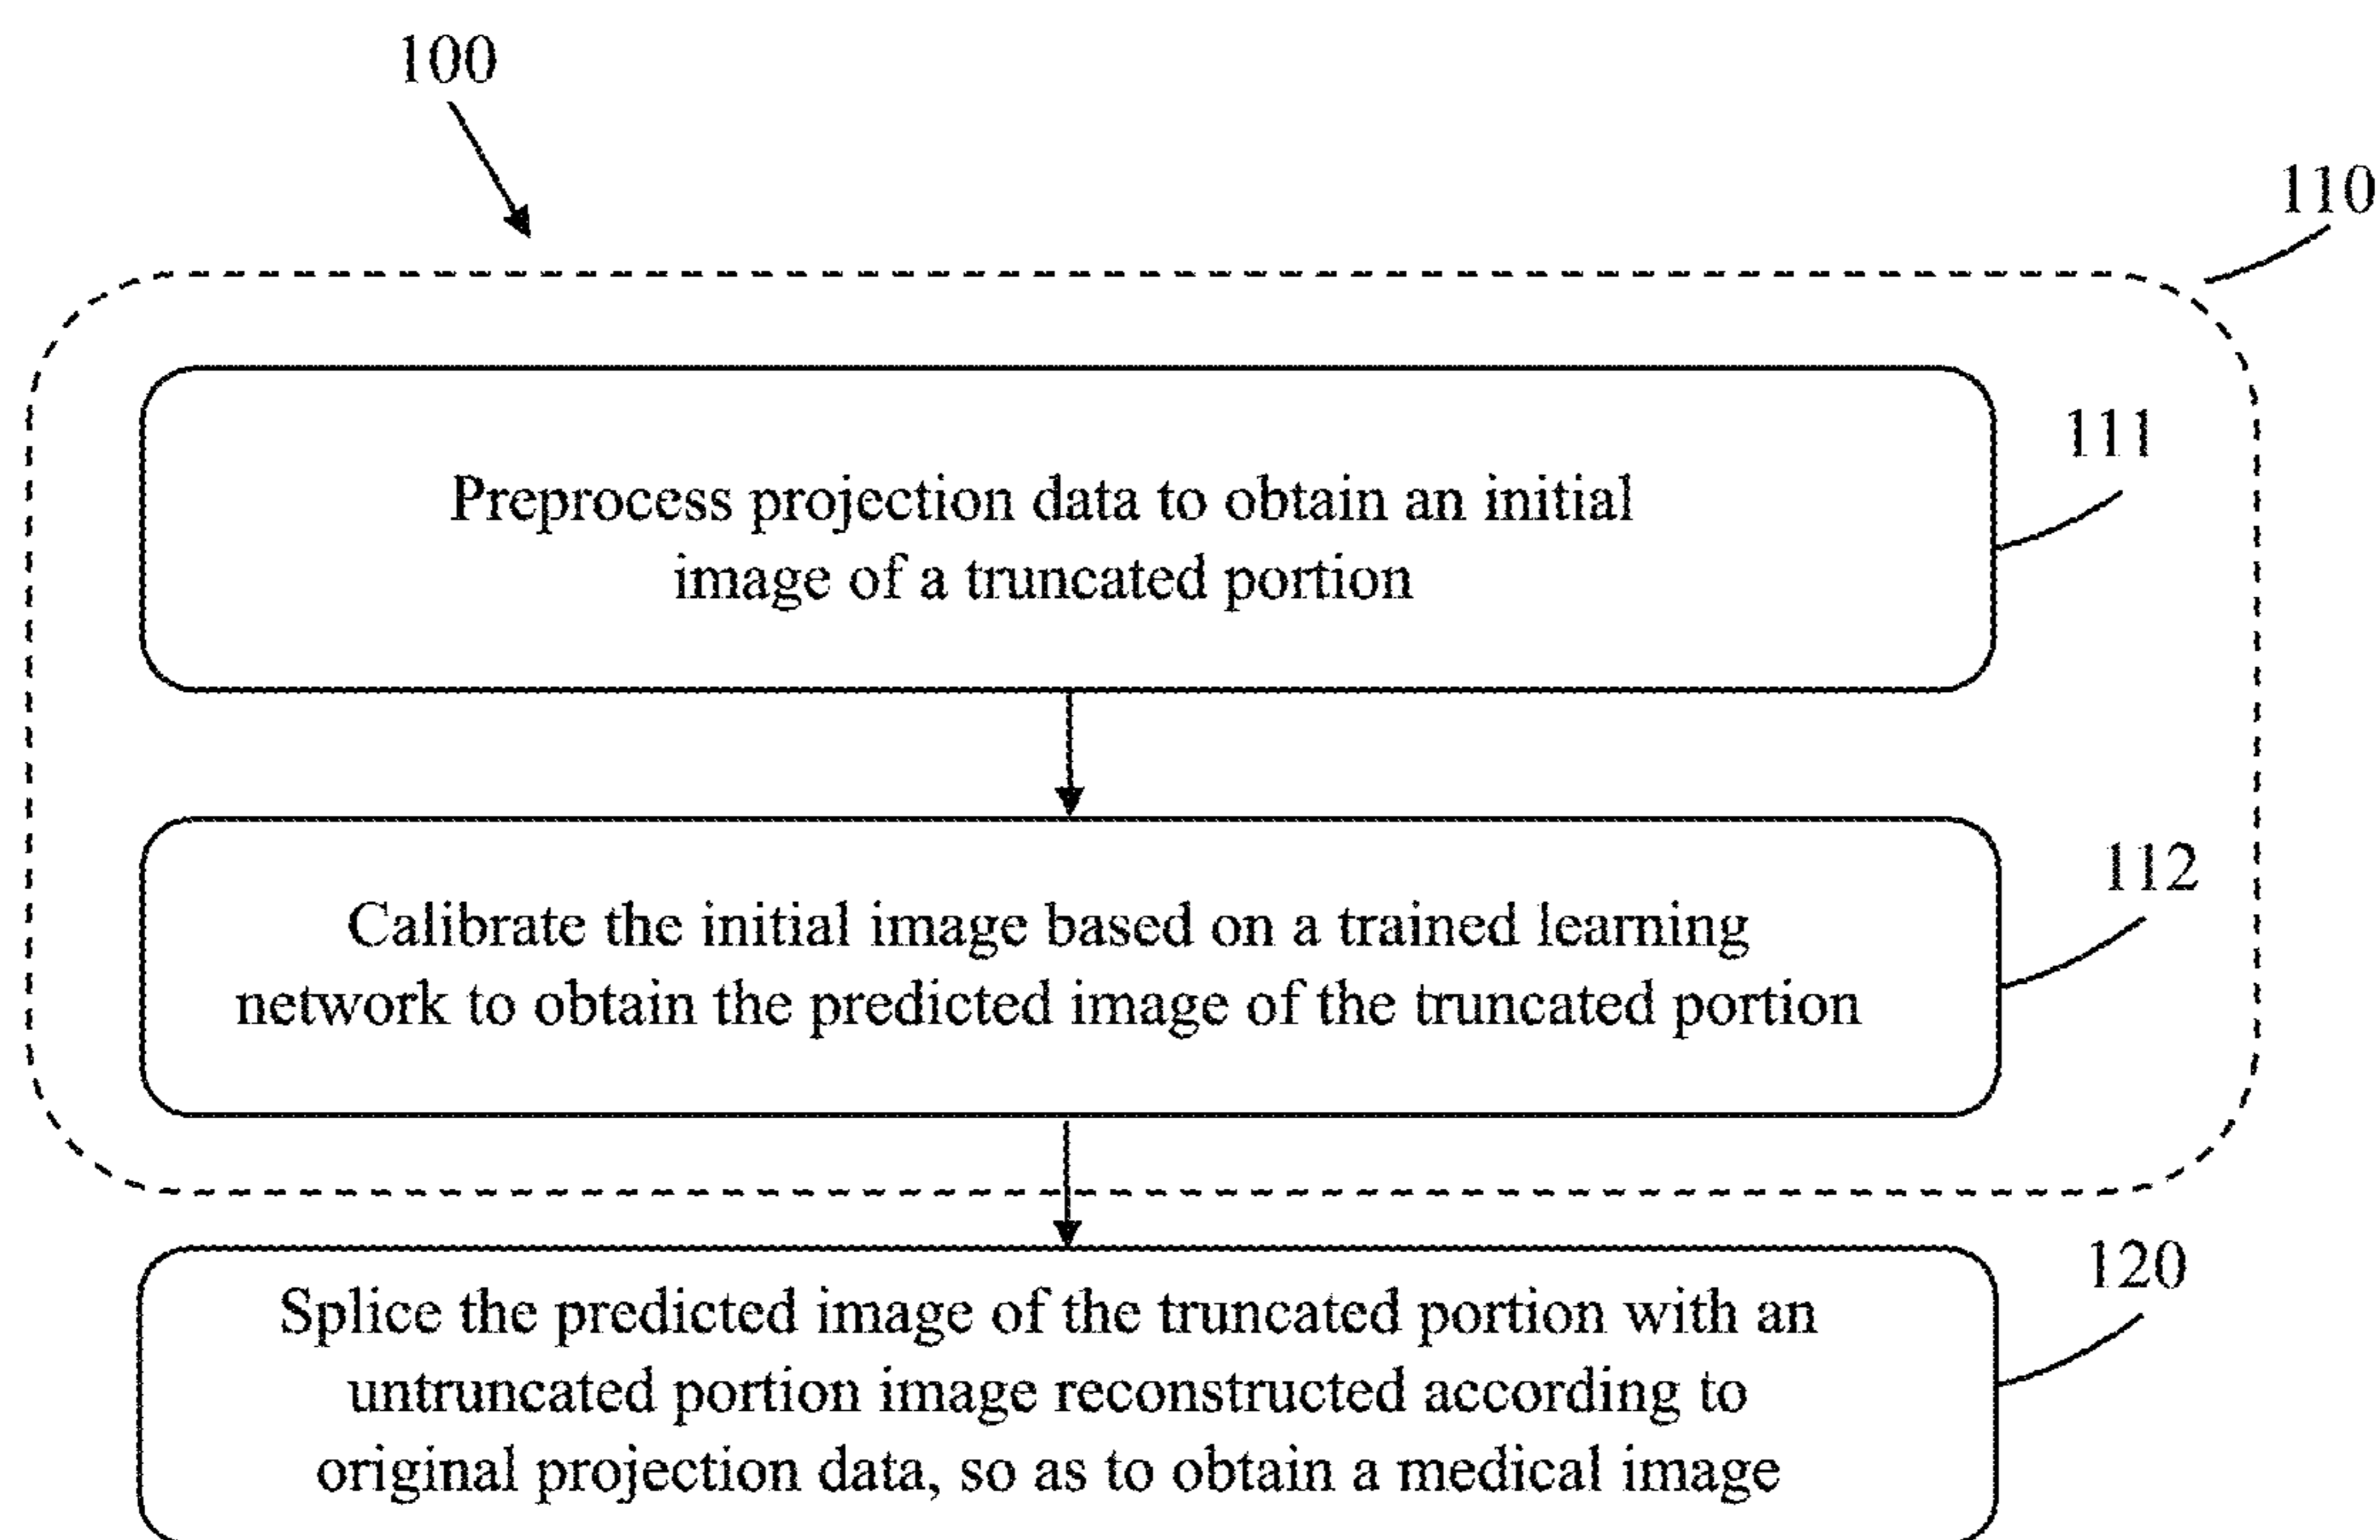 100
110
Preprocess projection data to obtain an initial
image of a truncated portion
111
Calibrate the initial image based on a trained learning
network to obtain the predicted image of the truncated portion
112
Splice the predicted image of the truncated portion with an
untruncated portion image reconstructed according to
original projection data, so as to obtain a medical image
120